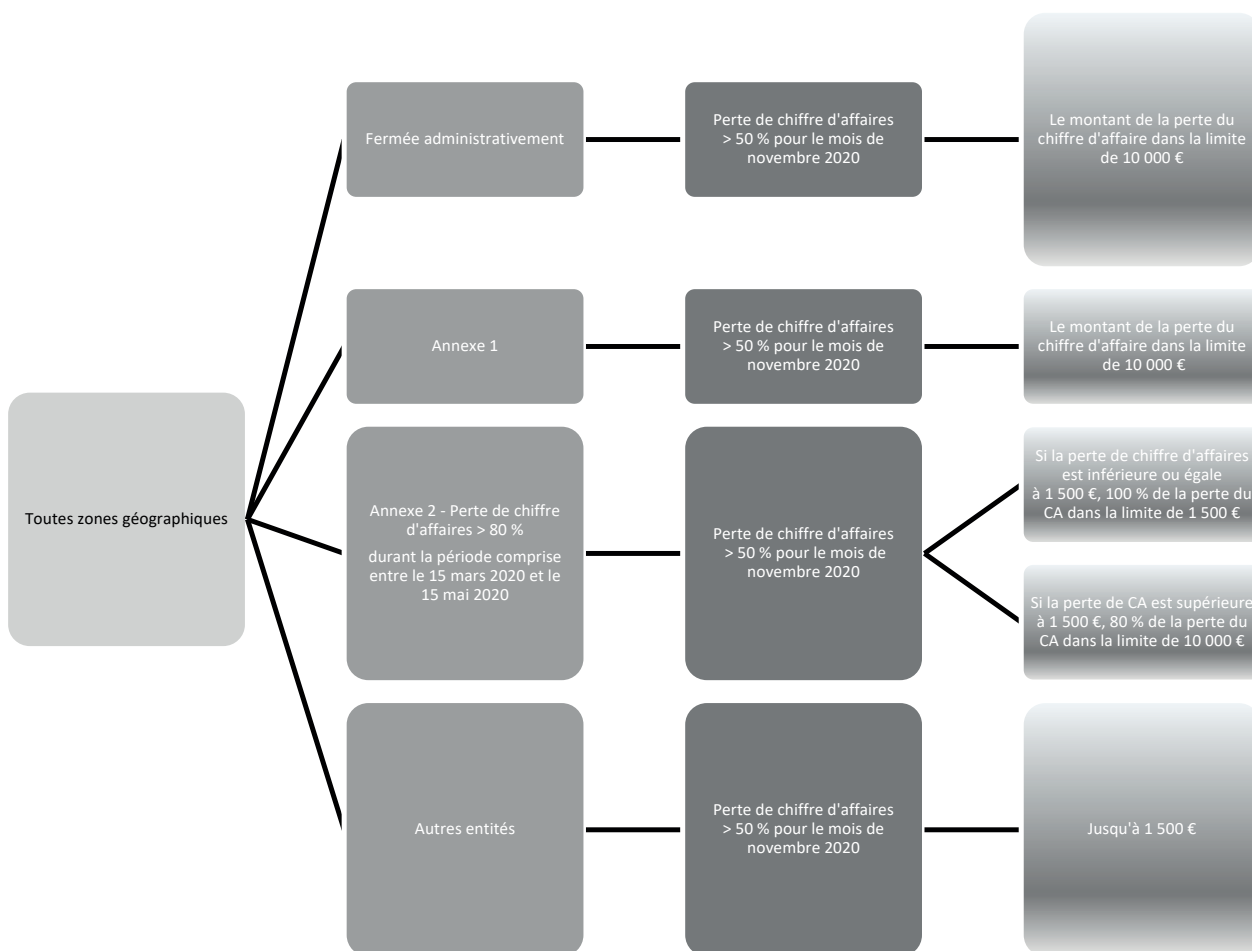 Toutes zones géographiques
Fermée administrativement
Perte de chiffre d'affaires
> 50 % pour le mois de
novembre 2020
Le montant de la perte du
chiffre d'affaire dans la limite
de 10 000 €
Annexe 1
Perte de chiffre d'affaires
> 50 % pour le mois de
novembre 2020
Le montant de la perte du
chiffre d'affaire dans la limite
de 10 000 €
Annexe 2 - Perte de chiffre
d'affaires > 80 %
durant la période comprise
entre le 15 mars 2020 et le
15 mai 2020
Perte de chiffre d'affaires
> 50 % pour le mois de
novembre 2020
Si la perte de chiffre d'affaires
est inférieure ou égale
à 1 500 €, 100 % de la perte du
CA dans la limite de 1 500 €
Si la perte de CA est supérieure
à 1 500 €, 80 % de la perte du
CA dans la limite de 10 000 €
Autres entités
Perte de chiffre d'affaires
> 50 % pour le mois de
novembre 2020
Jusqu'à 1 500 €